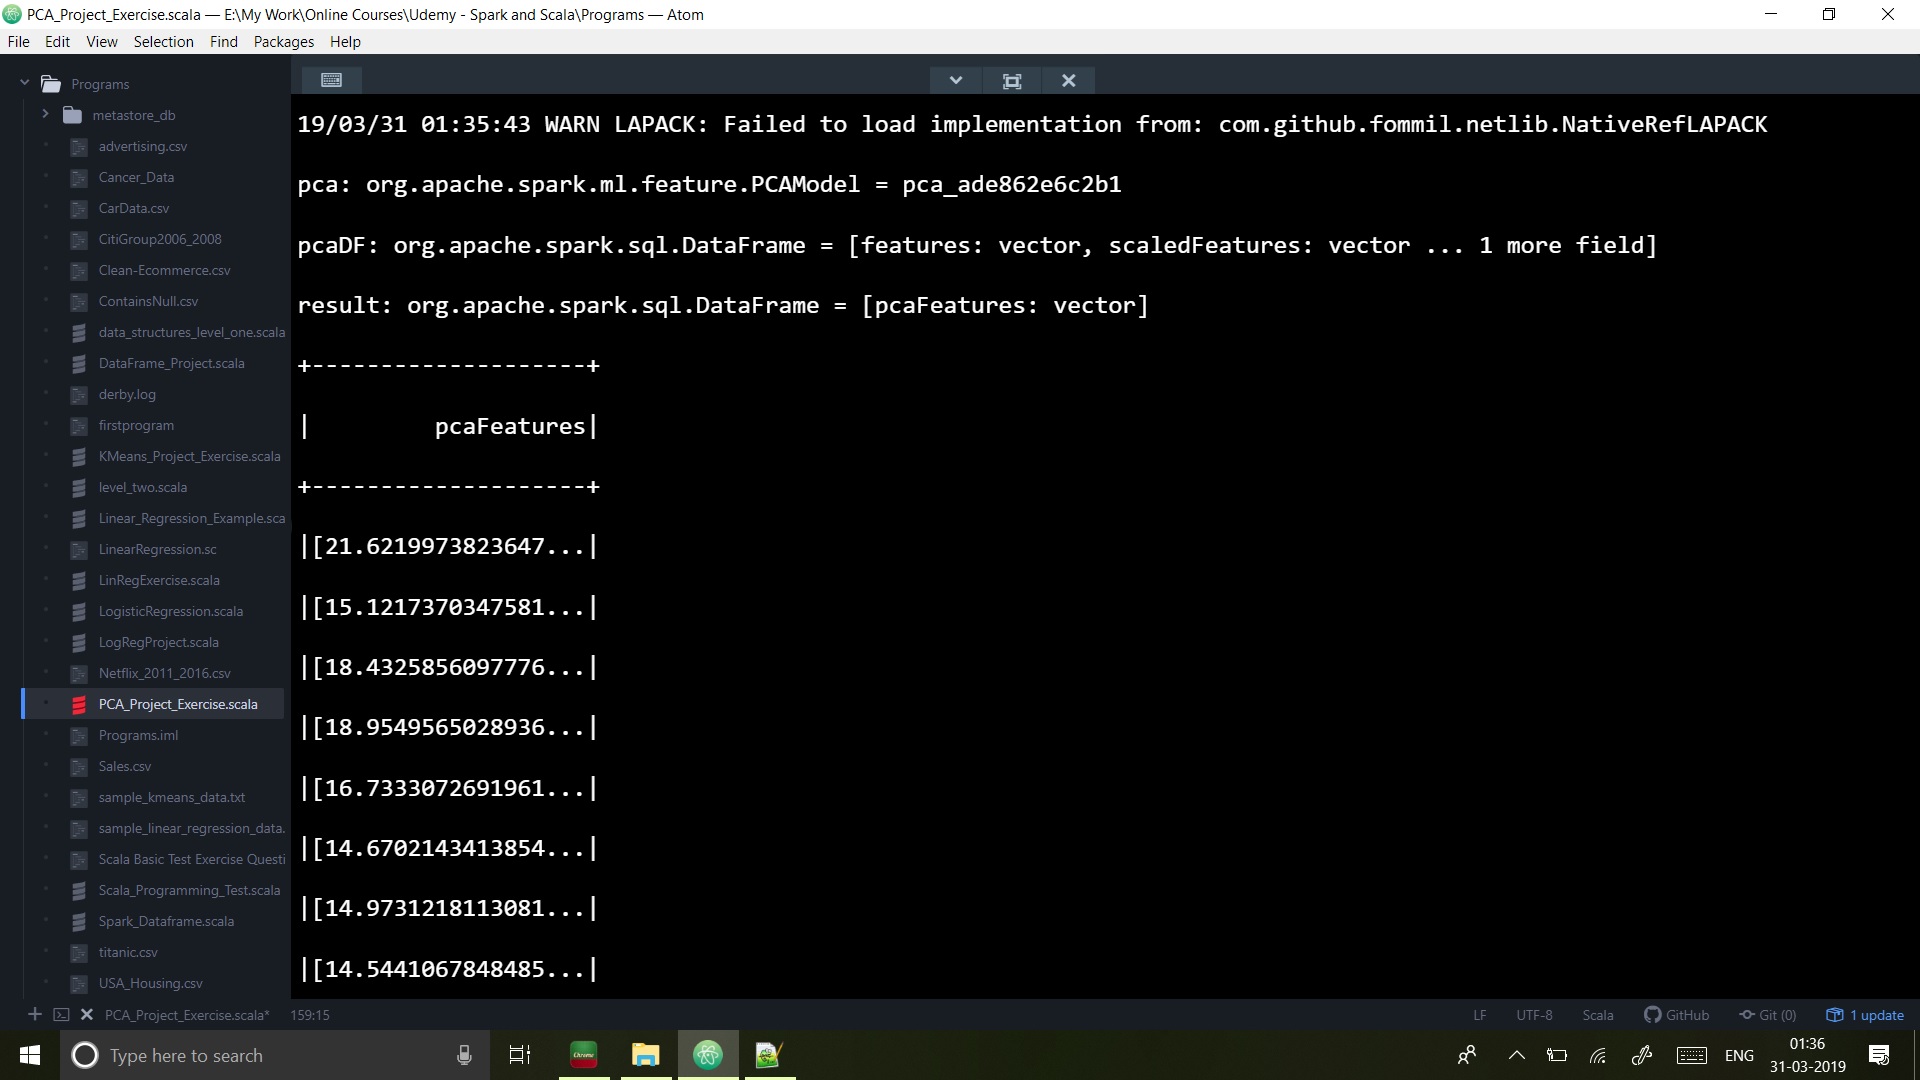 PCA_Project_Exercise.scala — E:\My Work\Online Courses\Udemy - Spark and Scala\Programs — Atom
File Edit View Selection Find Packages Help
Programs
metastore_db
advertising.csv
Cancer_Data
CarData.csv
CitiGroup2006_2008
Clean-Ecommerce.csv
ContainsNull.csv
data_structures_level_one.scala
DataFrame_Project.scala
derby.log
firstprogram
KMeans_Project_Exercise.scala
level_two.scala
Linear_Regression_Example.sca
LinearRegression.sc
LinRegExercise.scala
LogisticRegression.scala
LogRegProject.scala
Netflix_2011_2016.csv
PCA_Project_Exercise.scala
Programs.iml
Sales.csv
sample_kmeans_data.txt
sample_linear_regression_data.
Scala Basic Test Exercise Questi
Scala_Programming_Test.scala
Spark_Dataframe.scala
titanic.csv
USA_Housing.csv
19/03/31 01:35:43 WARN LAPACK: Failed to load implementation from: com.github.fommil.netlib.NativeRefLAPACK
pca: org.apache.spark.ml.feature.PCAModel = pca_ade862e6c2b1
pcaDF: org.apache.spark.sql.DataFrame = [features: vector, scaledFeatures: vector ... 1 more field]
result: org.apache.spark.sql.DataFrame = [pcaFeatures: vector]
+--------------------+
|         pcaFeatures|
+--------------------+
|[21.6219973823647...|
|[15.1217370347581...|
|[18.4325856097776...|
|[18.9549565028936...|
|[16.7333072691961...|
|[14.6702143413854...|
|[14.9731218113081...|
|[14.5441067848485...|
PCA_Project_Exercise.scala* 159:15 LF UTF-8 Scala GitHub Git (0) 1 update
Type here to search
Chrome
ENG
01:36
31-03-2019